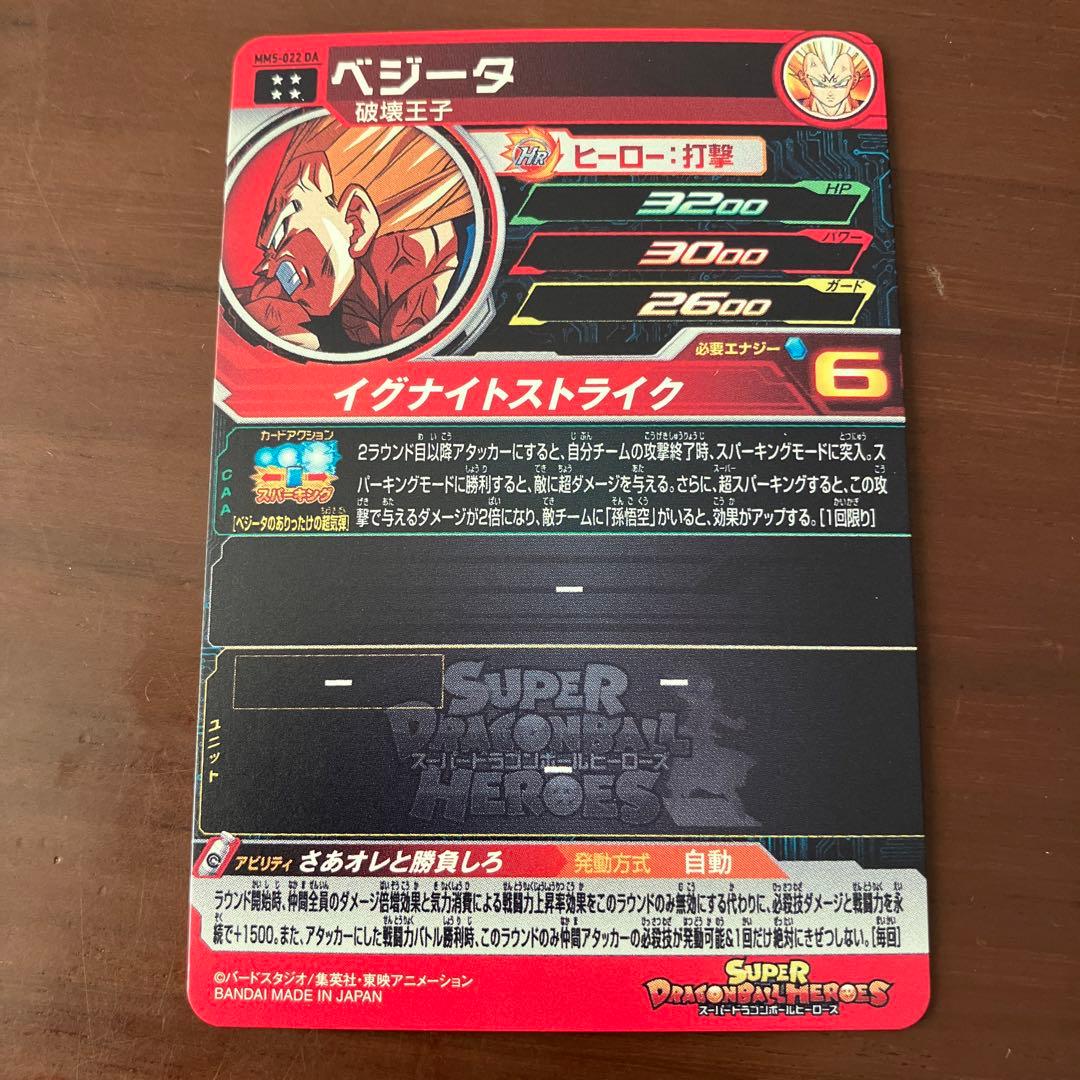 MM5-022 DA
ベジータ
破壊王子
HR ヒーロー:打撃
HP
3200
パワー
3000
ガード
2600
必要エナジー
6
イグナイトストライク
CAA
カードアクション
スパーキング
[ベジータのありったけの超気弾]
2ラウンド目以降アタッカーにすると、自分チームの攻撃終了時、スパーキングモードに突入。ス
パーキングモードに勝利すると、敵に超ダメージを与える。さらに、超スパーキングすると、この攻
撃で与えるダメージが2倍になり、敵チームに「孫悟空」がいると、効果がアップする。[1回限り]
ー
ユニット
ー
ー
ー
SUPER
DRAGONBALL
スーパードラゴンボールヒーローズ
HEROES
アビリティ さあオレと勝負しろ 発動方式 自動
ラウンド開始時、仲間全員のダメージ倍増効果と気力消費による戦闘力上昇率効果をこのラウンドのみ無効にする代わりに、必殺技ダメージと戦闘力を永
続で+1500。また、アタッカーにした戦闘力バトル勝利時、このラウンドのみ仲間アタッカーの必殺技が発動可能&1回だけ絶対にきぜつしない。[毎回]
©バードスタジオ/集英社・東映アニメーション
BANDAI MADE IN JAPAN
SUPER
DRAGONBALL HEROES
スーパードラゴンボールヒーローズ